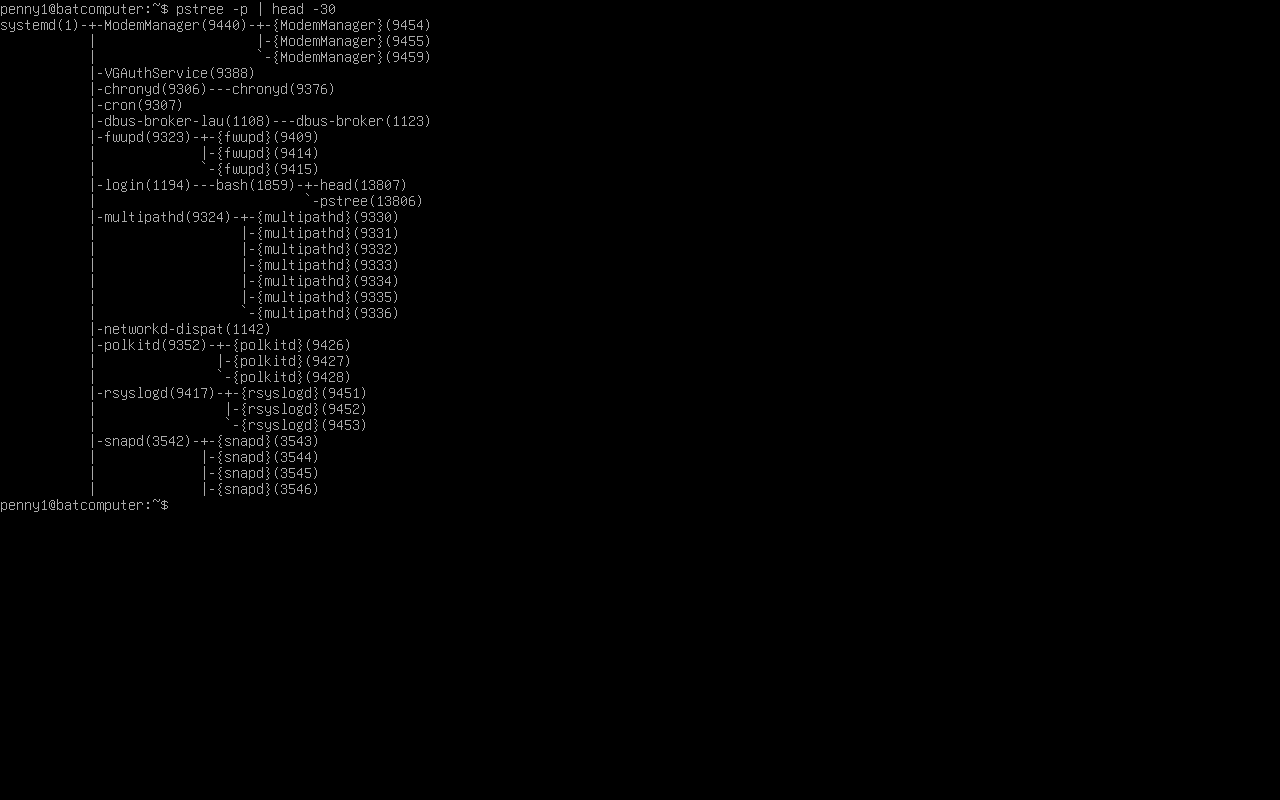 penny1@batcomputer:~$ pstree -p | head -30
systemd(1)-+-ModemManager(9440)-+-{ModemManager}(9454)
           |                    |-{ModemManager}(9455)
           |                    `-{ModemManager}(9459)
           |-VGAuthService(9388)
           |-chronyd(9306)---chronyd(9376)
           |-cron(9307)
           |-dbus-broker-lau(1108)---dbus-broker(1123)
           |-fwupd(9323)-+-{fwupd}(9409)
           |             |-{fwupd}(9414)
           |             `-{fwupd}(9415)
           |-login(1194)---bash(1859)-+-head(13807)
           |                          `-pstree(13806)
           |-multipathd(9324)-+-{multipathd}(9330)
           |                  |-{multipathd}(9331)
           |                  |-{multipathd}(9332)
           |                  |-{multipathd}(9333)
           |                  |-{multipathd}(9334)
           |                  |-{multipathd}(9335)
           |                  `-{multipathd}(9336)
           |-networkd-dispat(1142)
           |-polkitd(9352)-+-{polkitd}(9426)
           |               |-{polkitd}(9427)
           |               `-{polkitd}(9428)
           |-rsyslogd(9417)-+-{rsyslogd}(9451)
           |                |-{rsyslogd}(9452)
           |                `-{rsyslogd}(9453)
           |-snapd(3542)-+-{snapd}(3543)
           |             |-{snapd}(3544)
           |             |-{snapd}(3545)
           |             |-{snapd}(3546)
penny1@batcomputer:~$